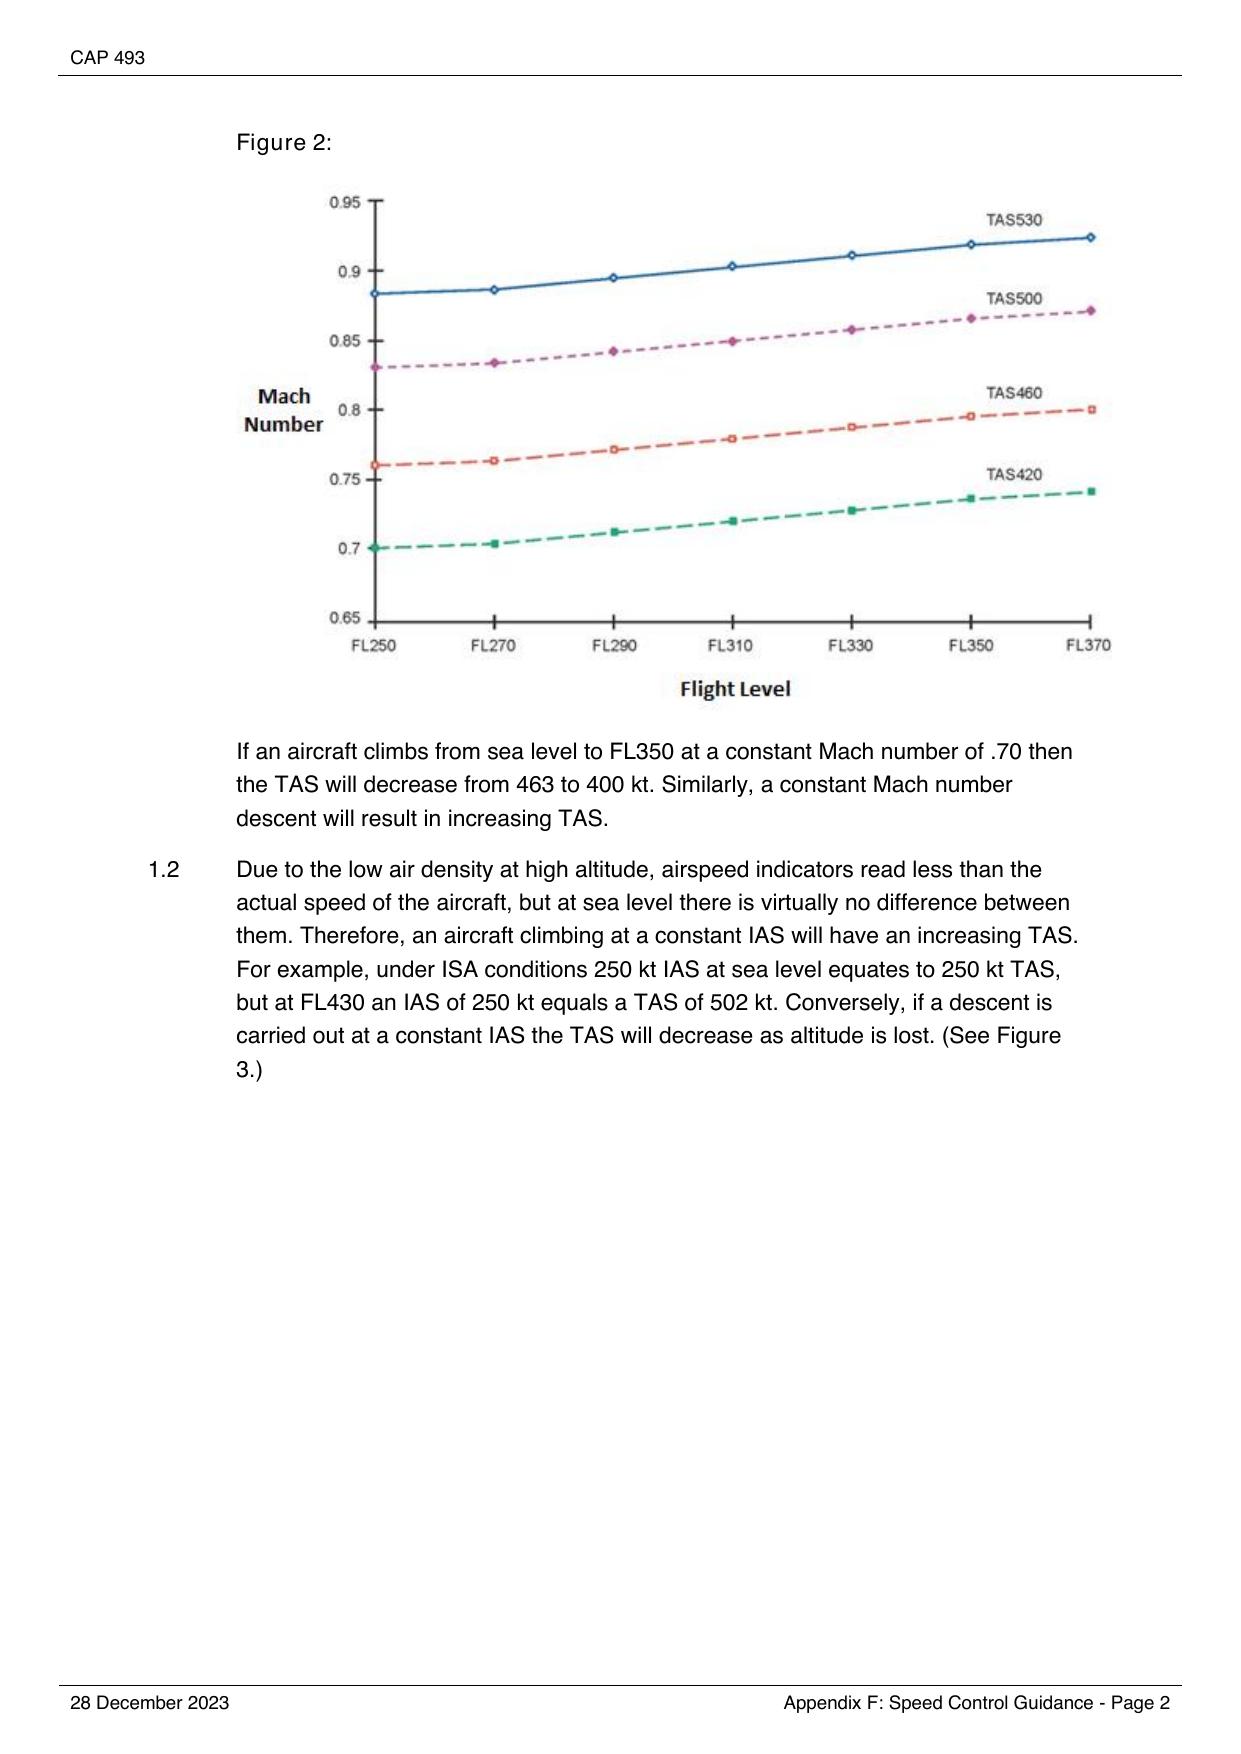 CAP 493
Figure 2:
0.95
TAS530
0.9
TAS500
0.85
TAS460
Mach
Number
0.8
TAS420
0.75
0.7
0.65
FL250 FL270 FL290 FL310 FL330 FL350 FL370
Flight Level
If an aircraft climbs from sea level to FL350 at a constant Mach number of .70 then
the TAS will decrease from 463 to 400 kt. Similarly, a constant Mach number
descent will result in increasing TAS.
1.2 Due to the low air density at high altitude, airspeed indicators read less than the
actual speed of the aircraft, but at sea level there is virtually no difference between
them. Therefore, an aircraft climbing at a constant IAS will have an increasing TAS.
For example, under ISA conditions 250 kt IAS at sea level equates to 250 kt TAS,
but at FL430 an IAS of 250 kt equals a TAS of 502 kt. Conversely, if a descent is
carried out at a constant IAS the TAS will decrease as altitude is lost. (See Figure
3.)
28 December 2023 Appendix F: Speed Control Guidance - Page 2